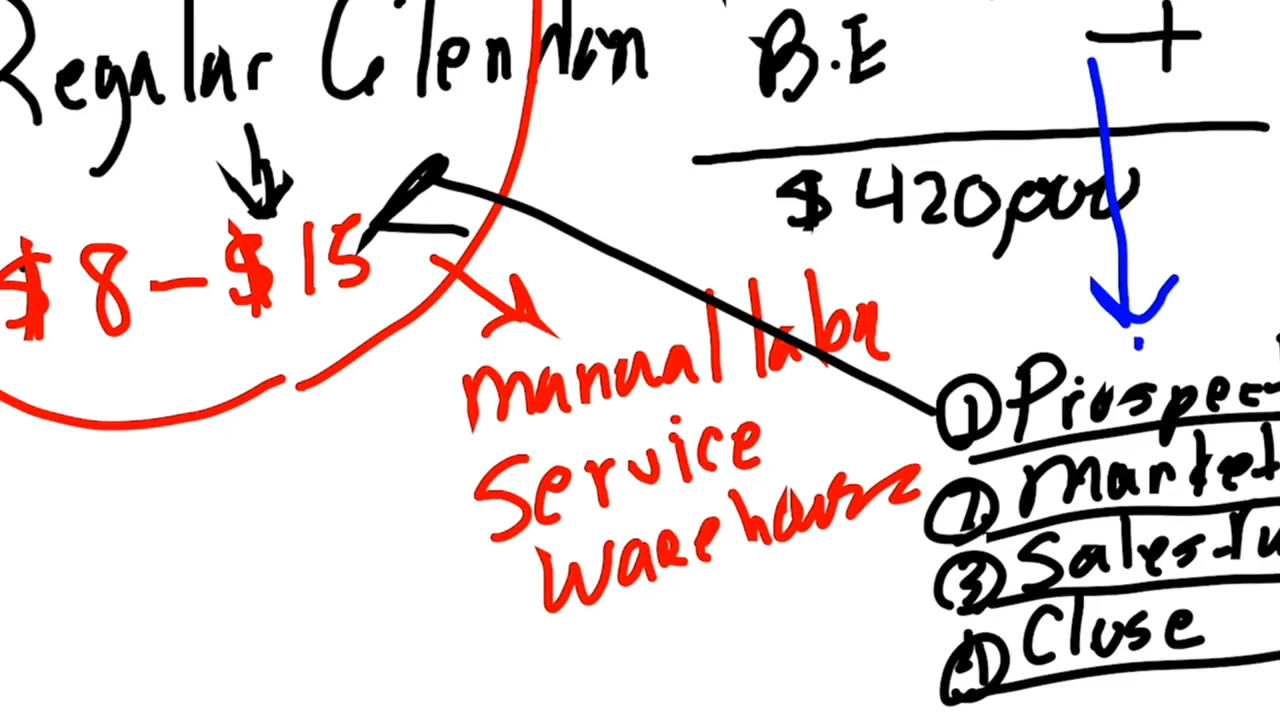 Regular Glendon
$8 - $15
manual labor
Service
Warehouse
B.E +
$420,000
① Prospect
② Market
③ Sales
④ Close